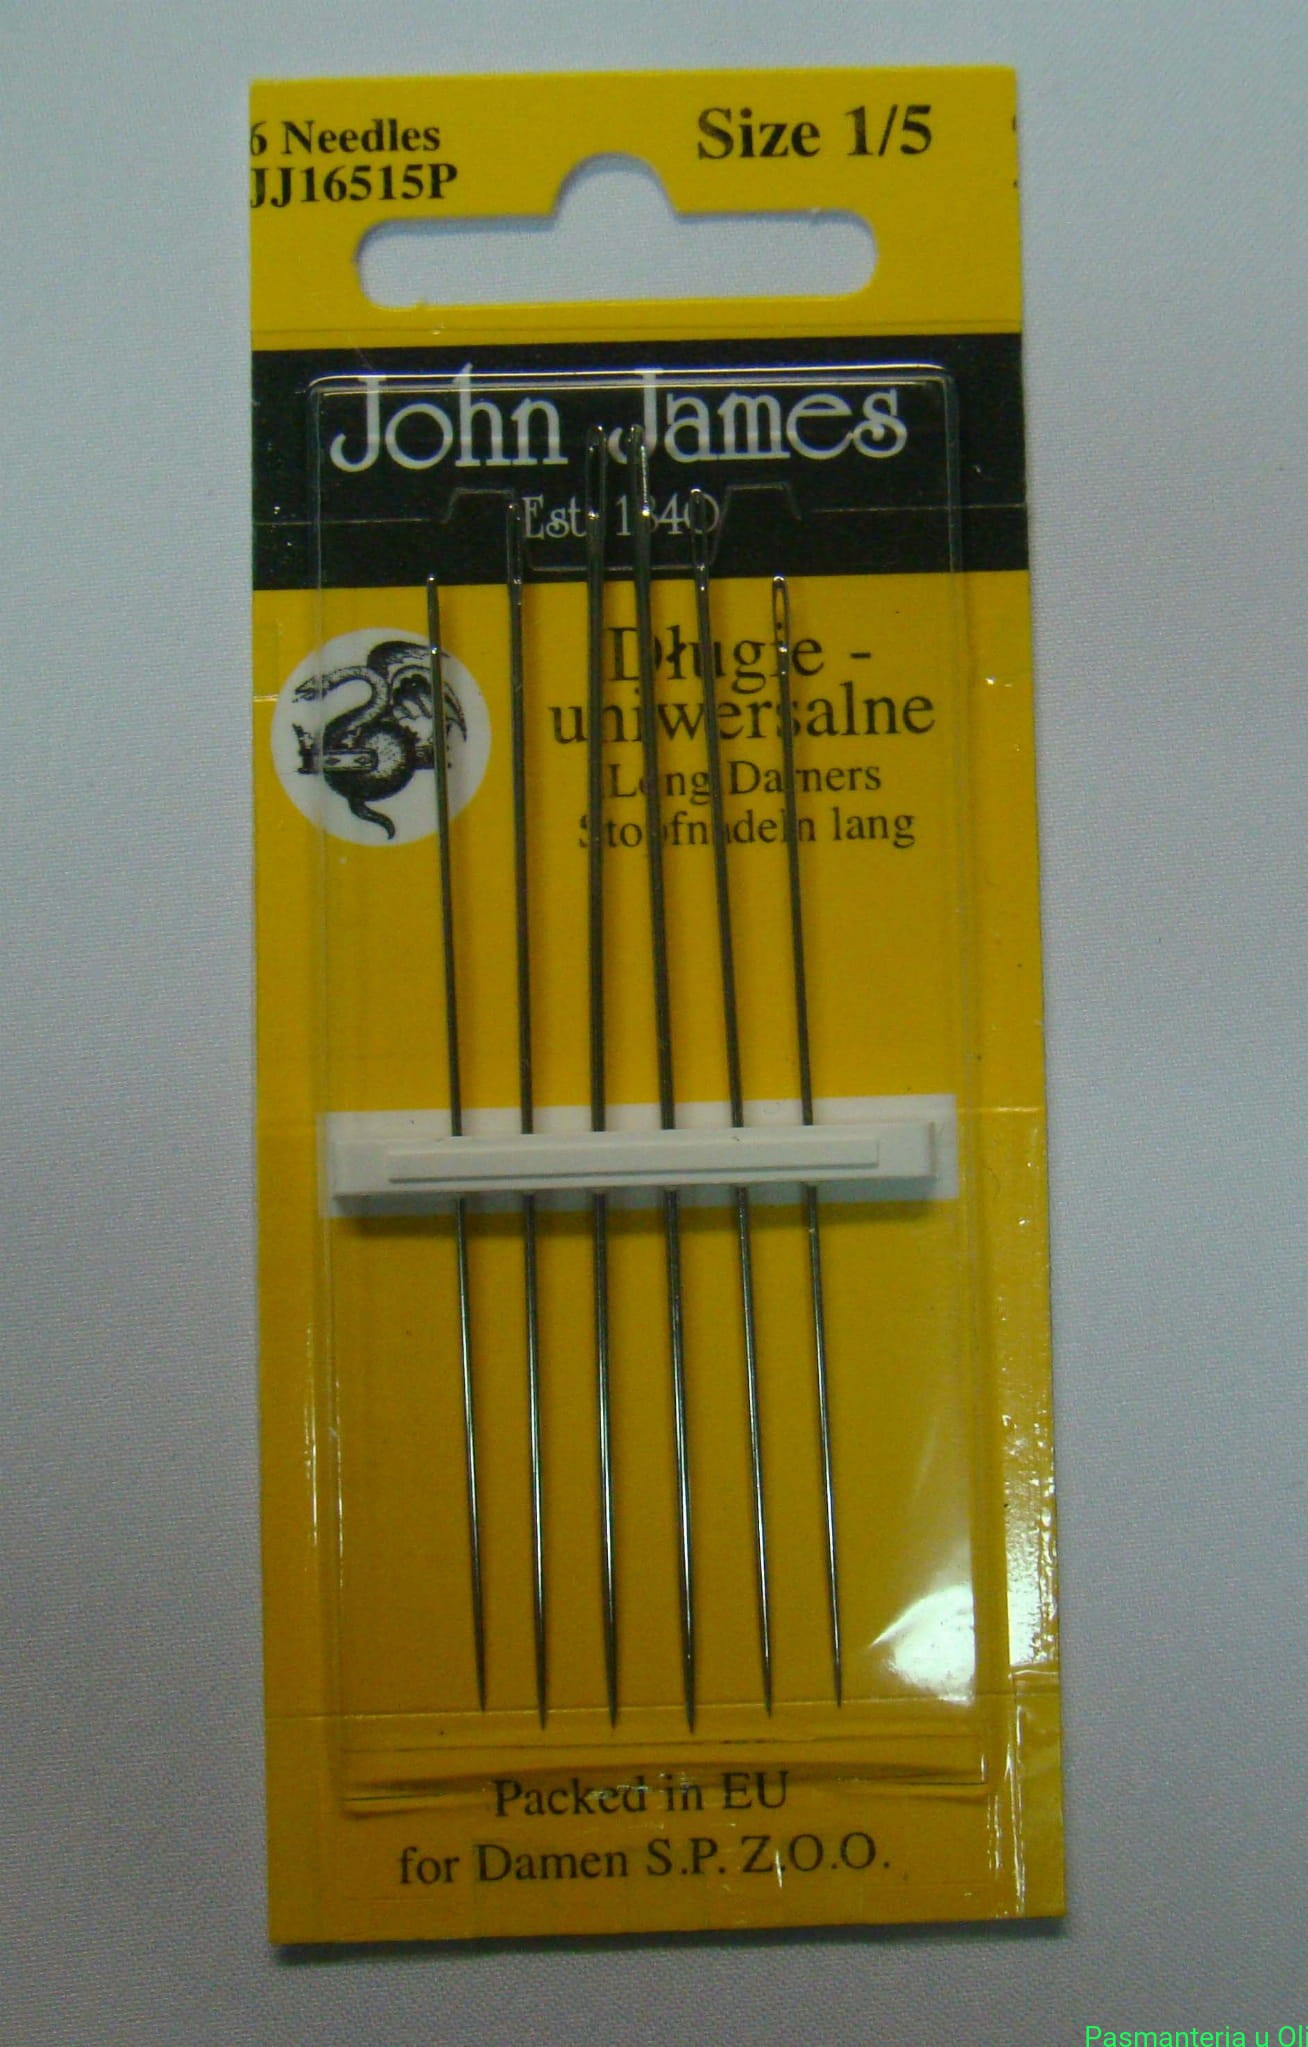 6 Needles
JJ16515P
Size 1/5
John James
Est. 1840
Długie -
uniwersalne
Long Darners
Stopfnadeln lang
Packed in EU
for Damen S.P. Z.O.O.
Pasmanteria u Oli